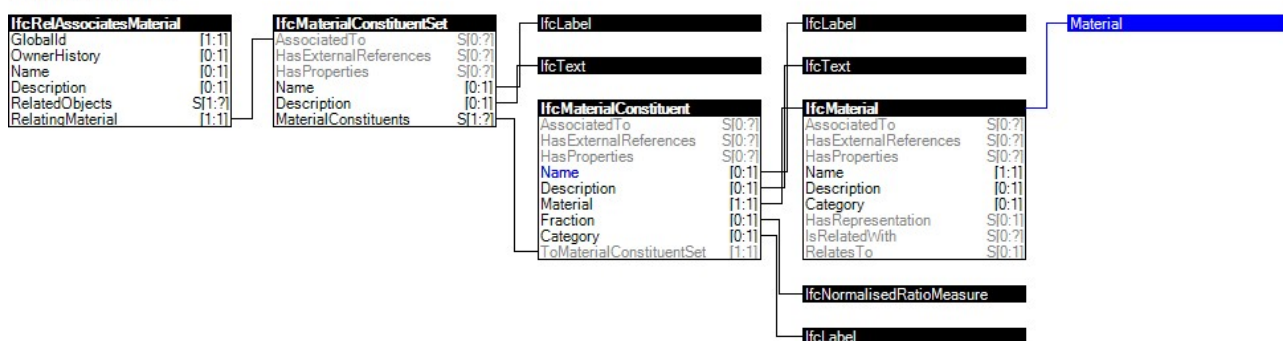 IfcRelAssociatesMaterial
GlobalId [1:1]
OwnerHistory [0:1]
Name [0:1]
Description [0:1]
RelatedObjects S[1:?]
RelatingMaterial [1:1]
IfcMaterialConstituentSet
AssociatedTo S[0:?]
HasExternalReferences S[0:?]
HasProperties S[0:?]
Name [0:1]
Description [0:1]
MaterialConstituents S[1:?]
IfcLabel
IfcText
IfcMaterialConstituent
AssociatedTo S[0:?]
HasExternalReferences S[0:?]
HasProperties S[0:?]
Name [0:1]
Description [0:1]
Material [1:1]
Fraction [0:1]
Category [0:1]
ToMaterialConstituentSet [1:1]
IfcLabel
IfcText
IfcMaterial
AssociatedTo S[0:?]
HasExternalReferences S[0:?]
HasProperties S[0:?]
Name [1:1]
Description [0:1]
Category [0:1]
HasRepresentation S[0:1]
IsRelatedWith S[0:?]
RelatesTo S[0:1]
IfcNormalisedRatioMeasure
IfcLabel
Material